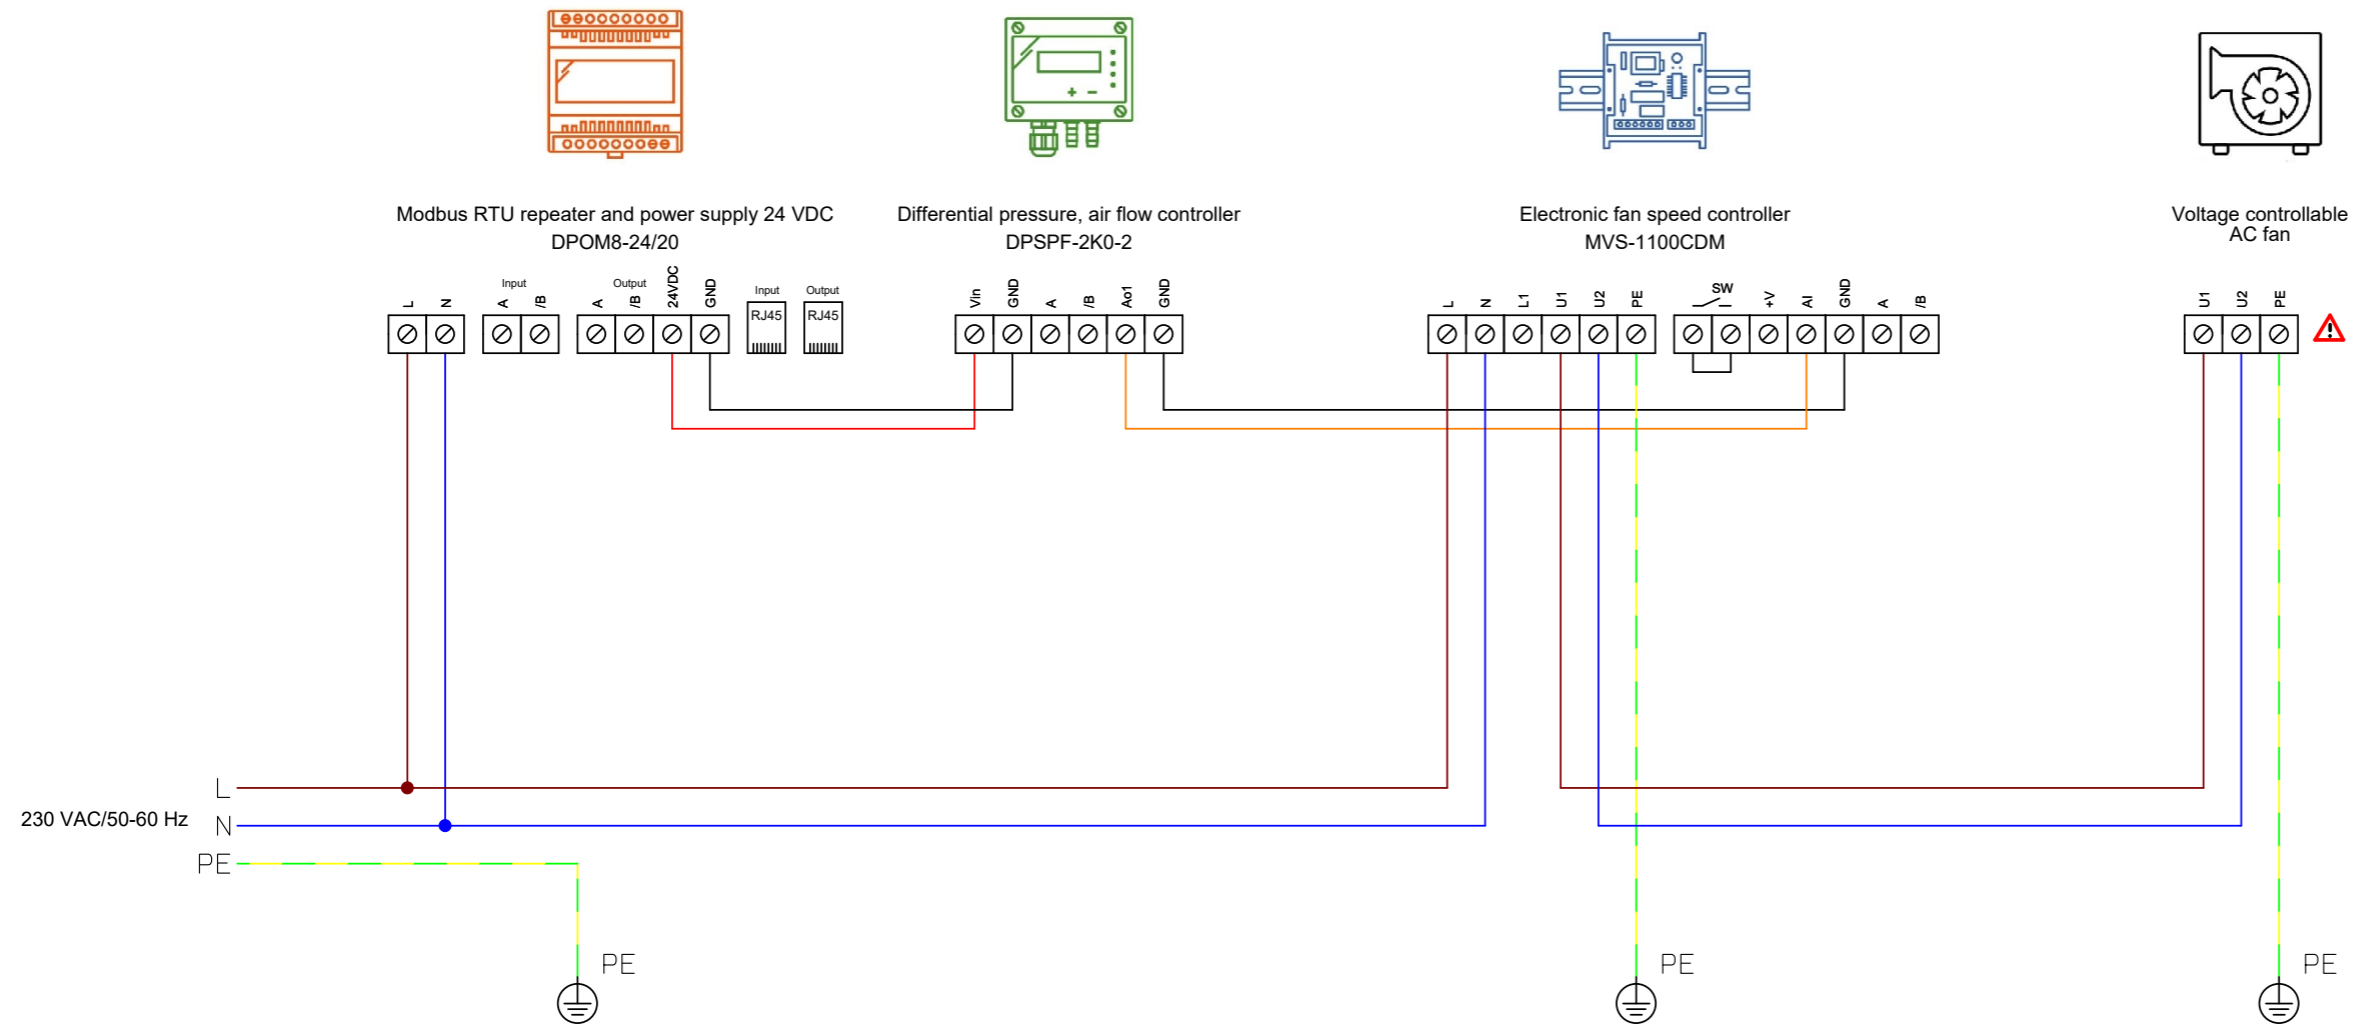 Modbus RTU repeater and power supply 24 VDC
DPOM8-24/20
Differential pressure, air flow controller
DPSPF-2K0-2
Electronic fan speed controller
MVS-1100CDM
Voltage controllable
AC fan
L
N
Input
A
/B
Output
A
/B
24VDC
GND
Input
RJ45
Output
RJ45
Vin
GND
A
/B
Ao1
GND
L
N
L1
U1
U2
PE
SW
+V
AI
GND
A
/B
U1
U2
PE
230 VAC/50-60 Hz
L
N
PE
PE
PE
PE